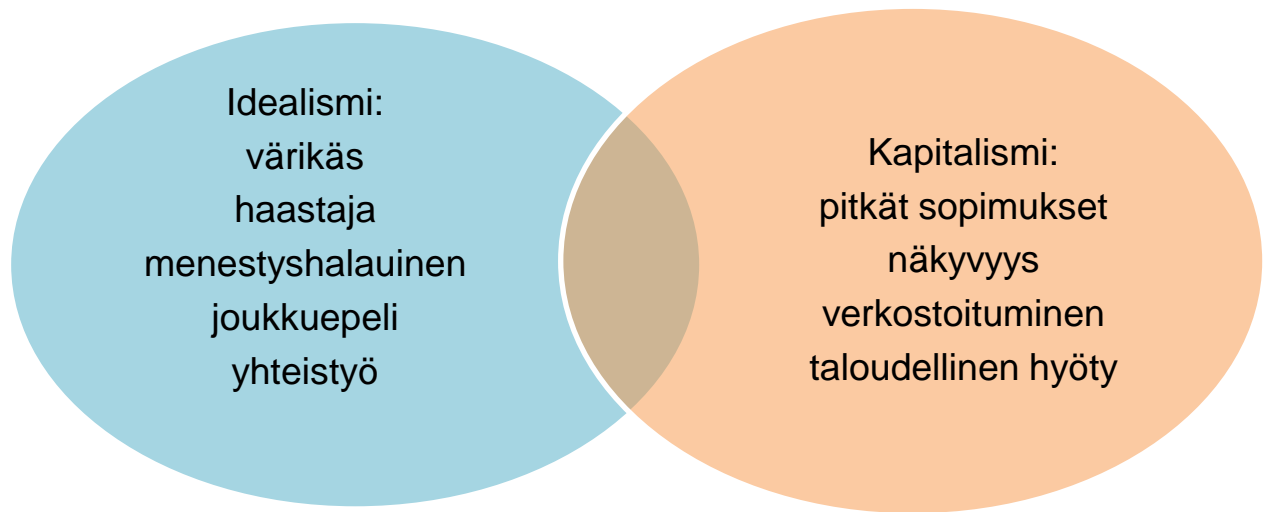 Idealismi:
värikäs
haastaja
menestyshalauinen
joukkuepeli
yhteistyö
Kapitalismi:
pitkät sopimukset
näkyvyys
verkostoituminen
taloudellinen hyöty